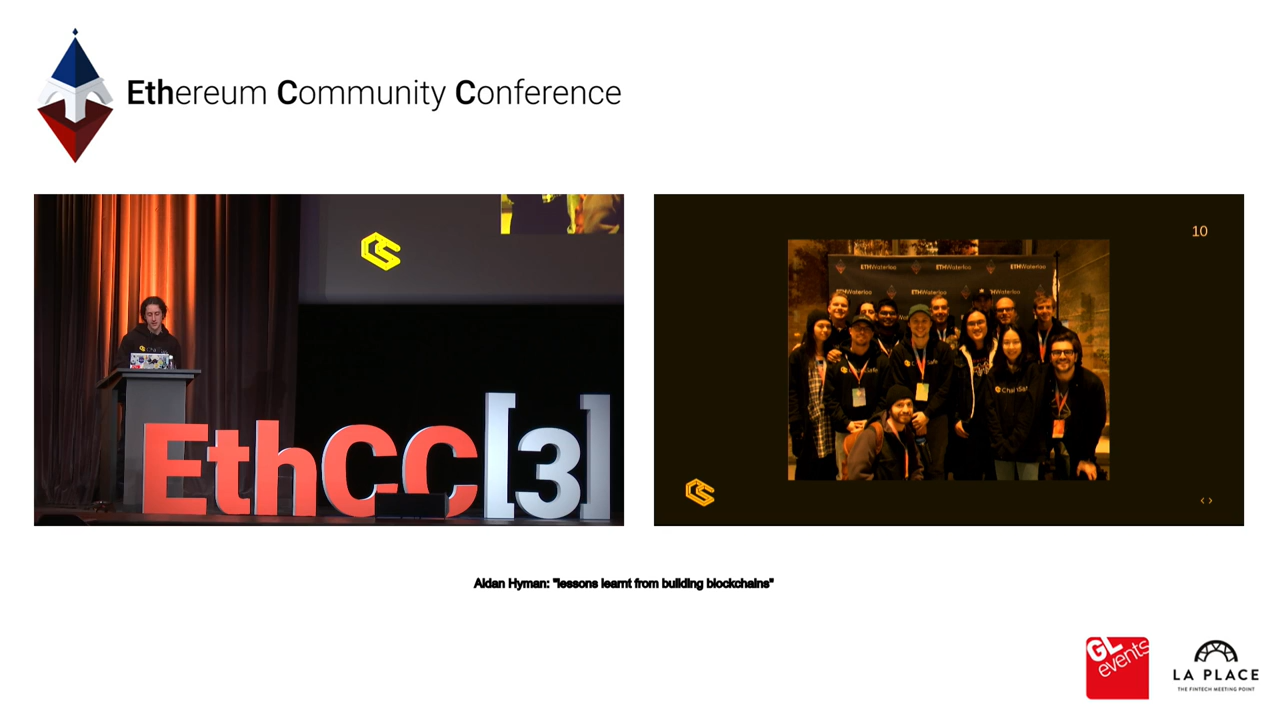 Ethereum Community Conference
10
ETHWaterloo
ETHWaterloo
ETHWaterloo
ETHWaterloo
EthCC[3]
Aidan Hyman: "lessons learnt from building blockchains"
GL
events
LA PLACE
THE FINTECH MEETING POINT